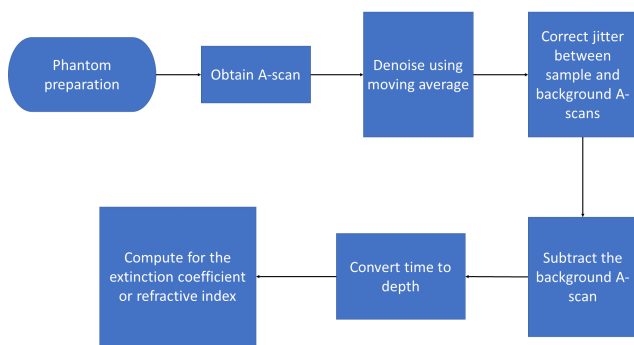 Phantom
preparation
Obtain A-scan
Denoise using
moving average
Correct jitter
between
sample and
background A-
scans
Subtract the
background A-
scan
Convert time to
depth
Compute for the
extinction coefficient
or refractive index